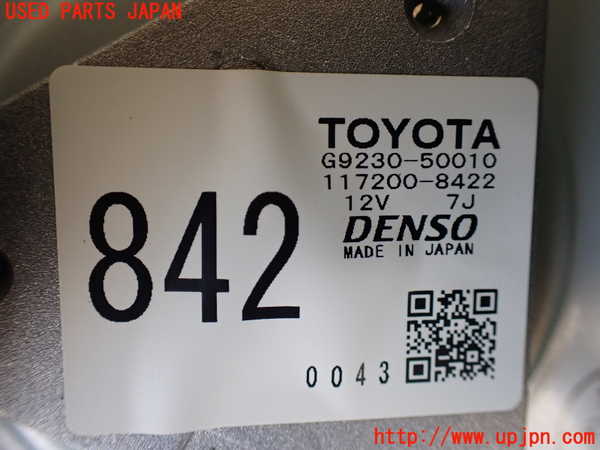 USED PARTS JAPAN
TOYOTA
G9230-50010
117200-8422
12V 7J
DENSO
MADE IN JAPAN
842
0043
http://www.upjpn.com/